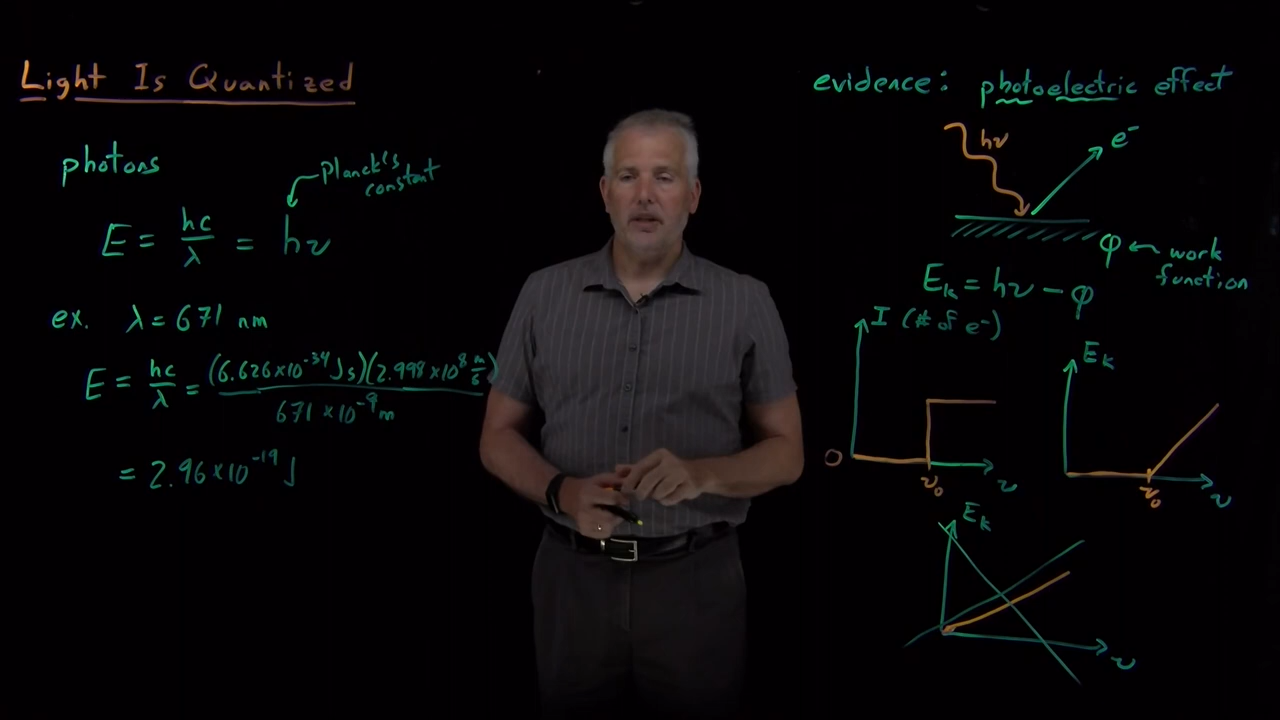 Light Is Quantized
photons
Planck's
constant
E = hc/λ = hν
ex. λ = 671 nm
E = hc/λ = (6.626×10⁻³⁴ J s)(2.998×10⁸ m/s) / 671×10⁻⁹ m
= 2.96×10⁻¹⁹ J
evidence: photoelectric effect
hν
e⁻
φ ← work
function
Eₖ = hν − φ
I (# of e⁻)
0
ν₀
ν
Eₖ
ν₀
ν
Eₖ
ν